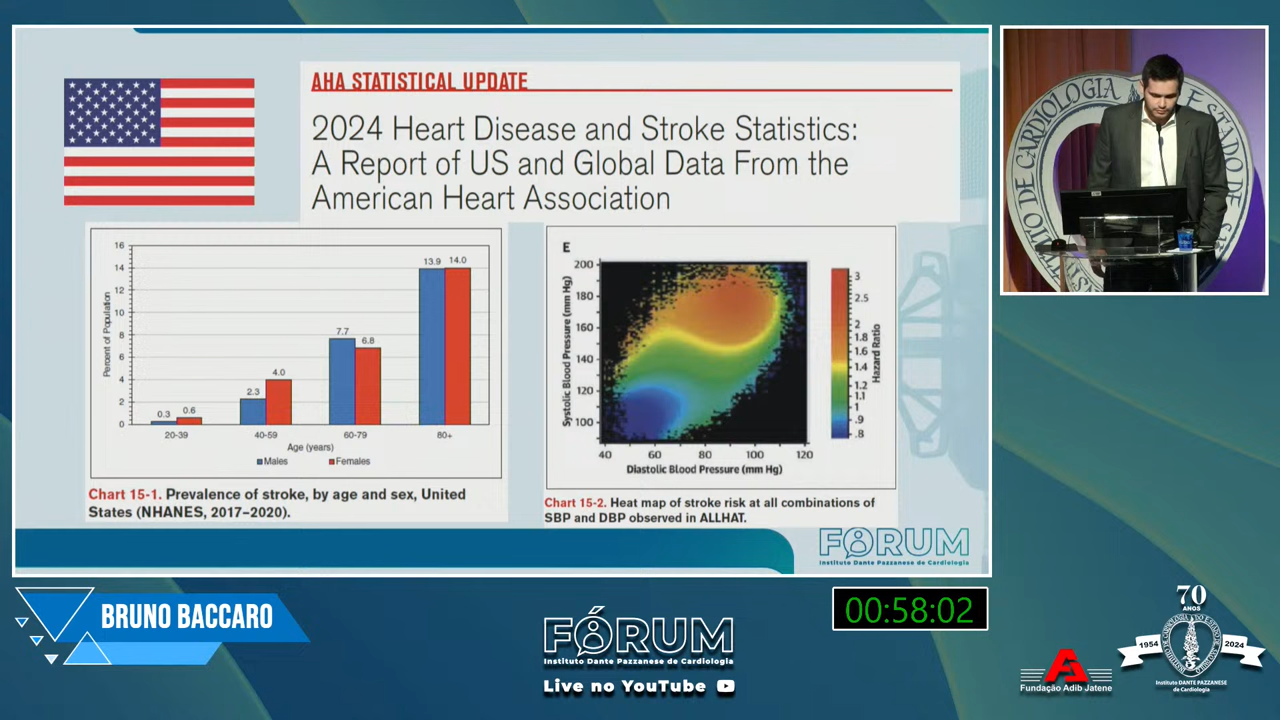 AHA STATISTICAL UPDATE
2024 Heart Disease and Stroke Statistics:
A Report of US and Global Data From the
American Heart Association
16
14
12
10
8
6
4
2
0
Percent of Population
0.3
0.6
2.3
4.0
7.7
6.8
13.9
14.0
20-39
40-59
60-79
80+
Age (years)
Males
Females
Chart 15-1. Prevalence of stroke, by age and sex, United
States (NHANES, 2017–2020).
E
200
180
160
140
120
100
Systolic Blood Pressure (mm Hg)
40
60
80
100
120
Diastolic Blood Pressure (mm Hg)
3
2.5
2
1.8
1.6
1.4
1.2
1.1
1
.9
.8
Hazard Ratio
Chart 15-2. Heat map of stroke risk at all combinations of
SBP and DBP observed in ALLHAT.
FÓRUM
Instituto Dante Pazzanese de Cardiologia
DE CARDIOLOGIA
ESTADO DE
BRUNO BACCARO
FÓRUM
Instituto Dante Pazzanese de Cardiologia
Live no YouTube
00:58:02
Fundação Adib Jatene
70
ANOS
1954
2024
Instituto DANTE PAZZANESE
de Cardiologia